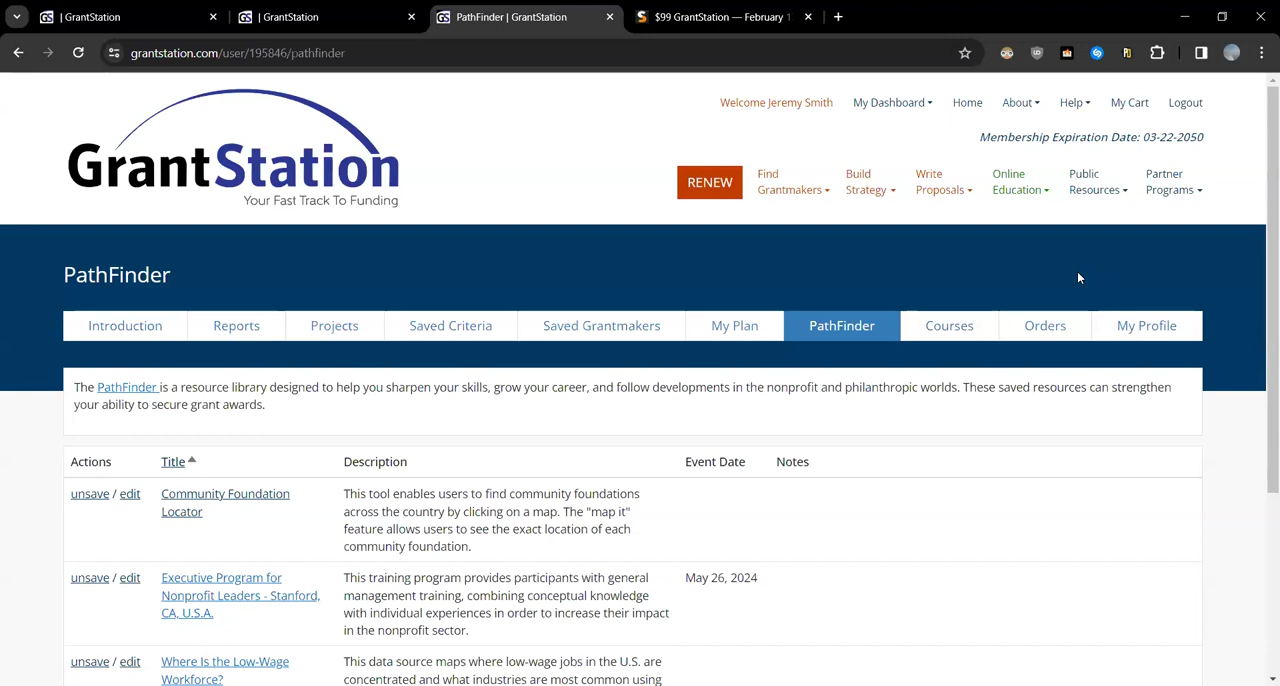 | GrantStation
| GrantStation
PathFinder | GrantStation
$99 GrantStation — February 1
grantstation.com/user/195846/pathfinder
GrantStation
Your Fast Track To Funding
Welcome Jeremy Smith
My Dashboard
Home
About
Help
My Cart
Logout
Membership Expiration Date: 03-22-2050
RENEW
Find Grantmakers
Build Strategy
Write Proposals
Online Education
Public Resources
Partner Programs
PathFinder
Introduction
Reports
Projects
Saved Criteria
Saved Grantmakers
My Plan
PathFinder
Courses
Orders
My Profile
The PathFinder is a resource library designed to help you sharpen your skills, grow your career, and follow developments in the nonprofit and philanthropic worlds. These saved resources can strengthen
your ability to secure grant awards.
Actions
Title
Description
Event Date
Notes
unsave / edit
Community Foundation
Locator
This tool enables users to find community foundations
across the country by clicking on a map. The "map it"
feature allows users to see the exact location of each
community foundation.
unsave / edit
Executive Program for
Nonprofit Leaders - Stanford,
CA, U.S.A.
This training program provides participants with general
management training, combining conceptual knowledge
with individual experiences in order to increase their impact
in the nonprofit sector.
May 26, 2024
unsave / edit
Where Is the Low-Wage
Workforce?
This data source maps where low-wage jobs in the U.S. are
concentrated and what industries are most common using